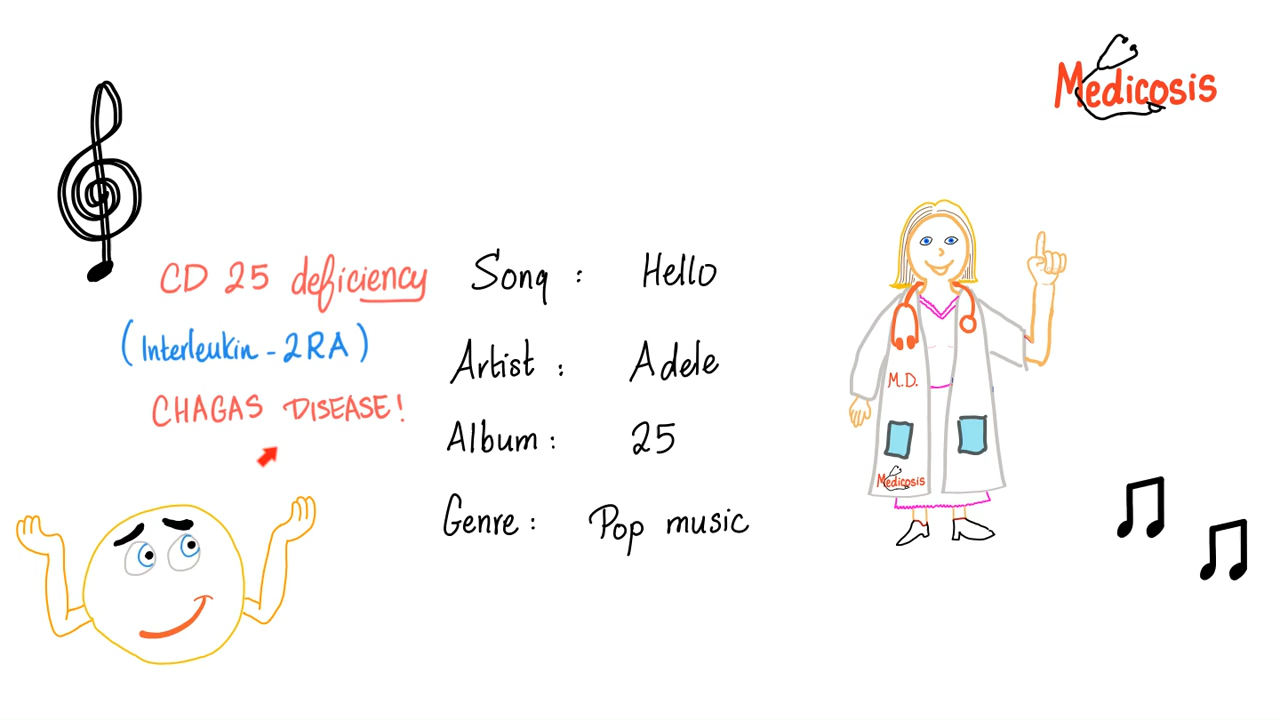 Medicosis
CD 25 deficiency
(Interleukin - 2RA)
CHAGAS DISEASE!
Song : Hello
Artist : Adele
Album : 25
Genre : Pop music
M.D.
Medicosis